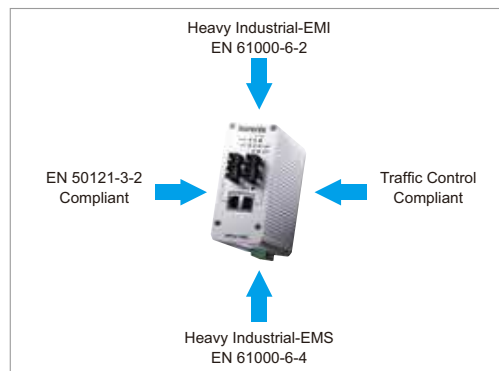 Heavy Industrial-EMI
EN 61000-6-2
EN 50121-3-2
Compliant
Traffic Control
Compliant
Heavy Industrial-EMS
EN 61000-6-4